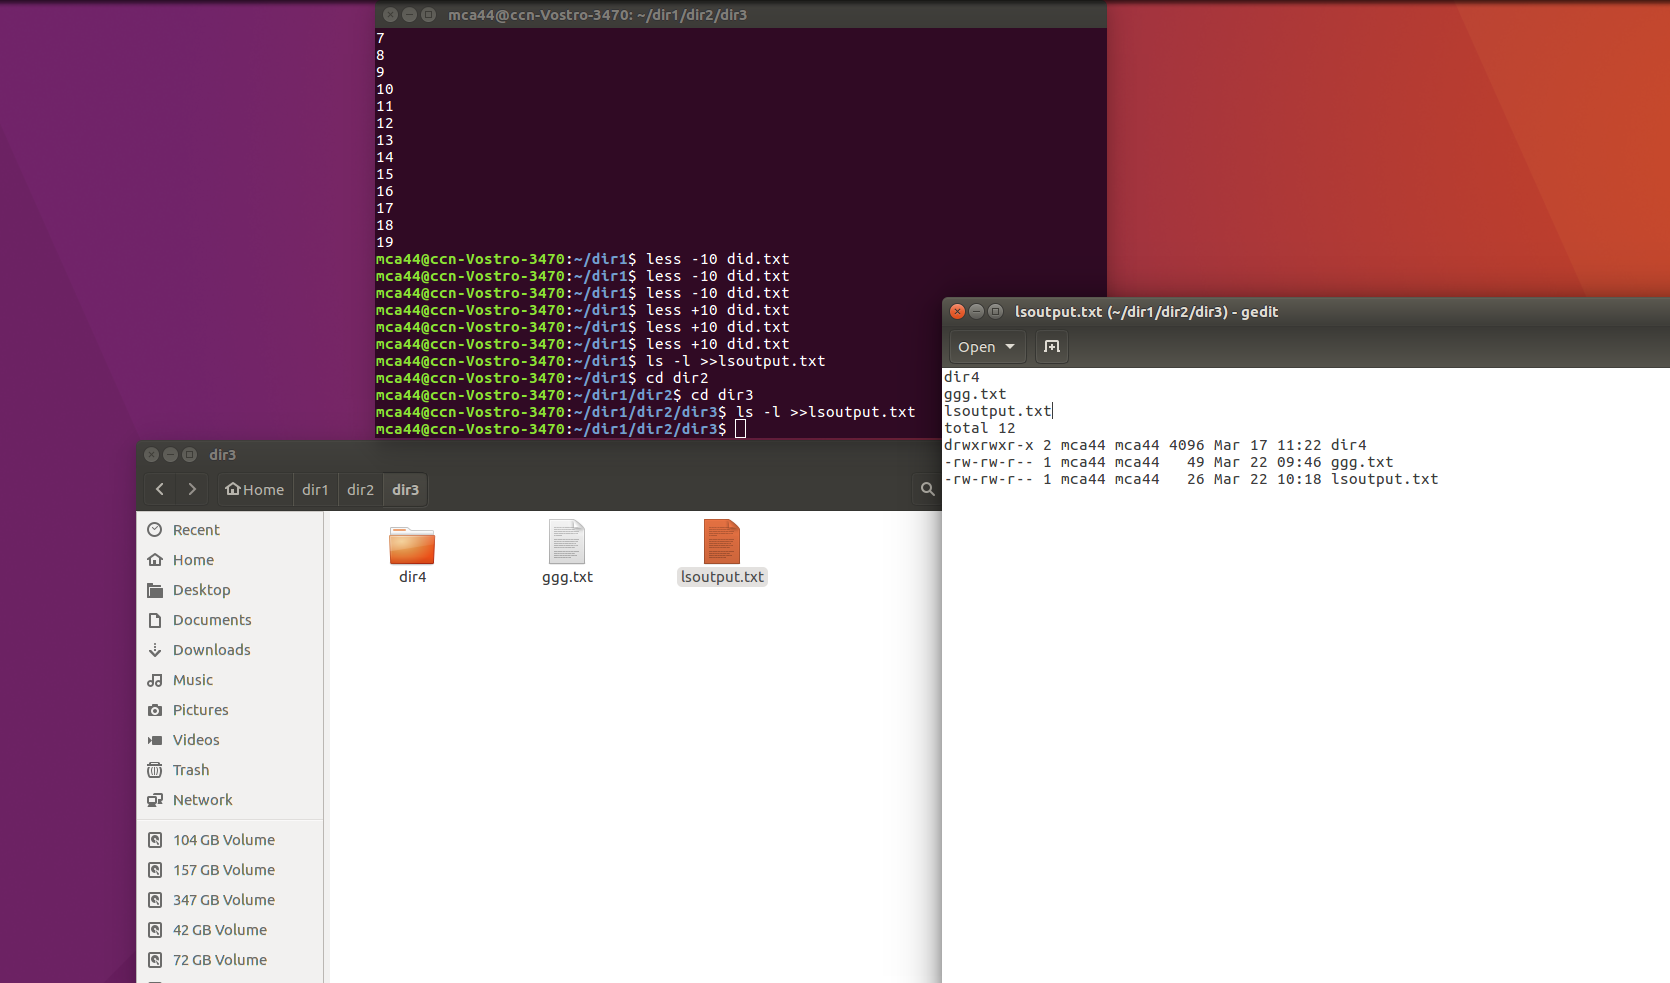 mca44@ccn-Vostro-3470: ~/dir1/dir2/dir3
7
8
9
10
11
12
13
14
15
16
17
18
19
mca44@ccn-Vostro-3470:~/dir1$ less -10 did.txt
mca44@ccn-Vostro-3470:~/dir1$ less -10 did.txt
mca44@ccn-Vostro-3470:~/dir1$ less -10 did.txt
mca44@ccn-Vostro-3470:~/dir1$ less +10 did.txt
mca44@ccn-Vostro-3470:~/dir1$ less +10 did.txt
mca44@ccn-Vostro-3470:~/dir1$ less +10 did.txt
mca44@ccn-Vostro-3470:~/dir1$ ls -l >>lsoutput.txt
mca44@ccn-Vostro-3470:~/dir1$ cd dir2
mca44@ccn-Vostro-3470:~/dir1/dir2$ cd dir3
mca44@ccn-Vostro-3470:~/dir1/dir2/dir3$ ls -l >>lsoutput.txt
mca44@ccn-Vostro-3470:~/dir1/dir2/dir3$
lsoutput.txt (~/dir1/dir2/dir3) - gedit
Open
dir4
ggg.txt
lsoutput.txt
total 12
drwxrwxr-x 2 mca44 mca44 4096 Mar 17 11:22 dir4
-rw-rw-r-- 1 mca44 mca44   49 Mar 22 09:46 ggg.txt
-rw-rw-r-- 1 mca44 mca44   26 Mar 22 10:18 lsoutput.txt
dir3
Home dir1 dir2 dir3
Recent
Home
Desktop
Documents
Downloads
Music
Pictures
Videos
Trash
Network
104 GB Volume
157 GB Volume
347 GB Volume
42 GB Volume
72 GB Volume
dir4 ggg.txt lsoutput.txt